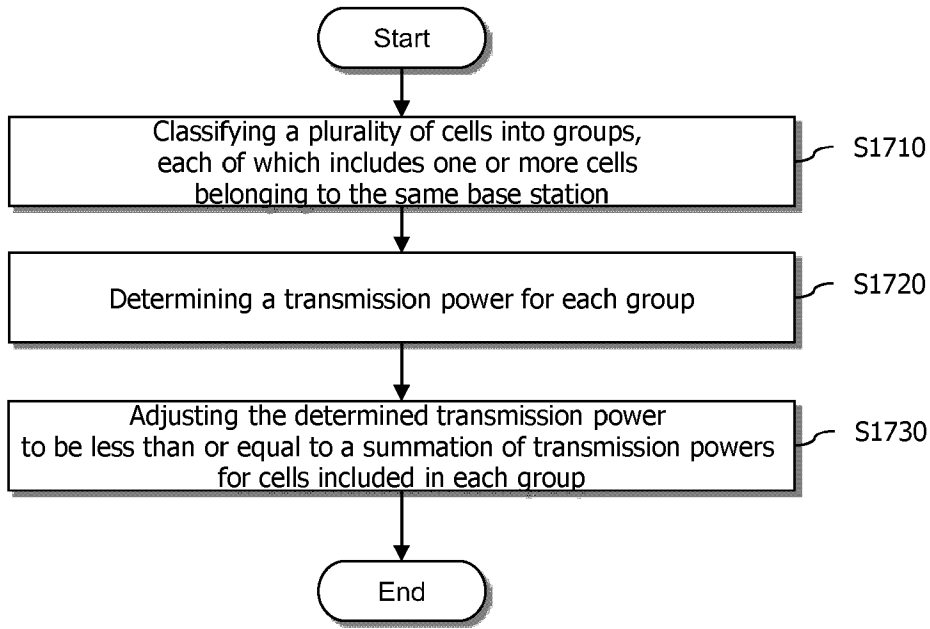 Start
Classifying a plurality of cells into groups,
each of which includes one or more cells
belonging to the same base station
S1710
Determining a transmission power for each group
S1720
Adjusting the determined transmission power
to be less than or equal to a summation of transmission powers
for cells included in each group
S1730
End